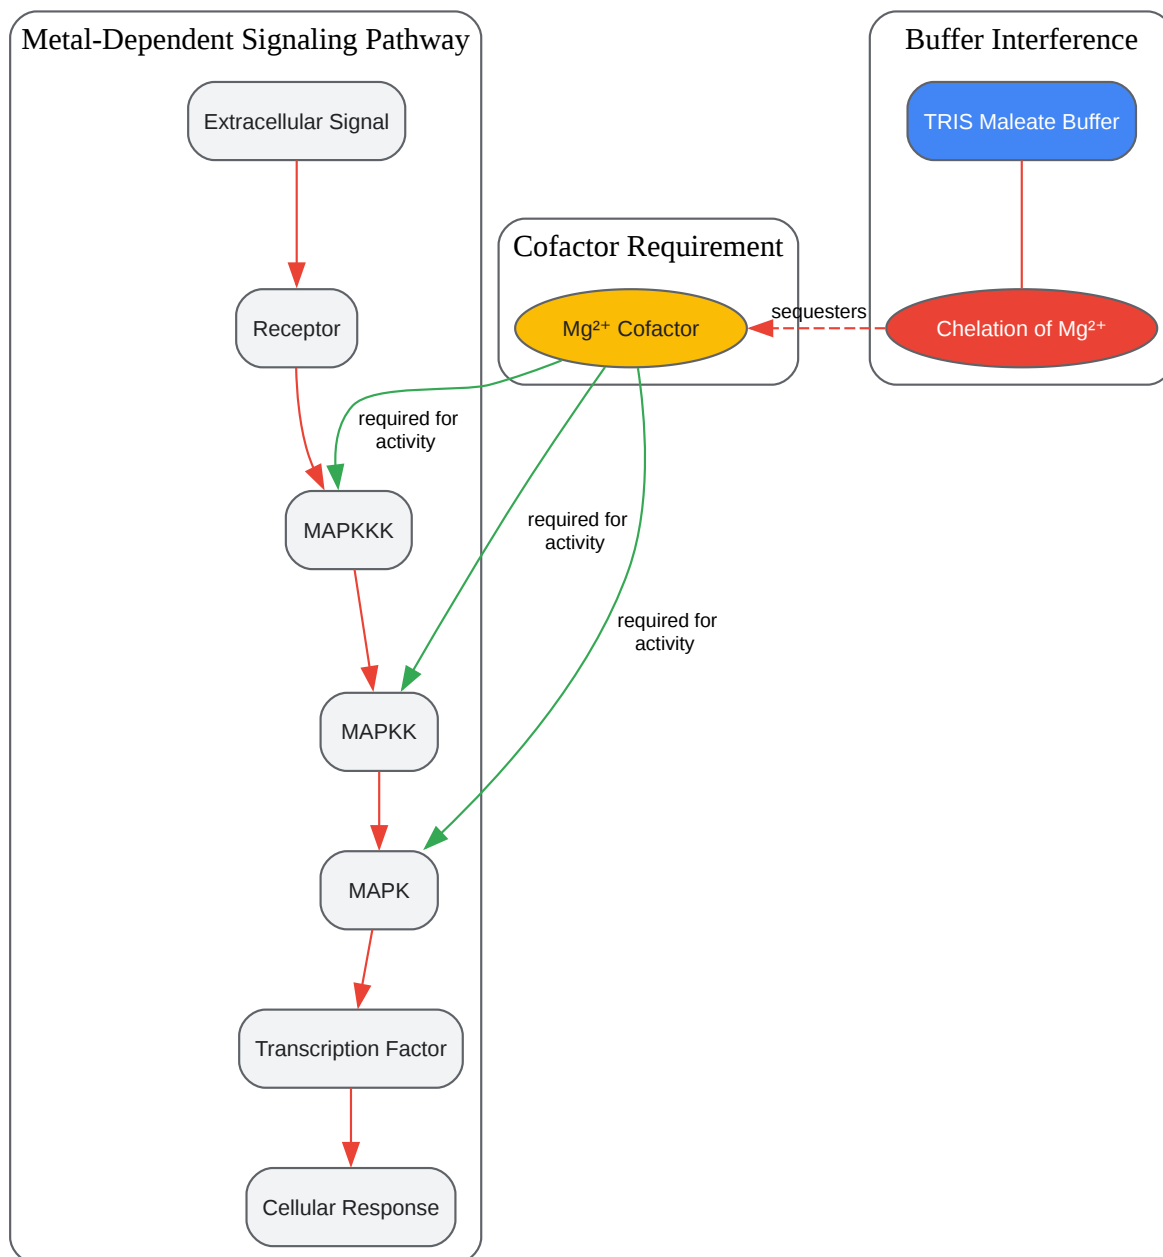 Metal-Dependent Signaling Pathway
Extracellular Signal
Receptor
MAPKKK
MAPKK
MAPK
Transcription Factor
Cellular Response
Cofactor Requirement
Mg²⁺ Cofactor
required for
activity
required for
activity
required for
activity
Buffer Interference
TRIS Maleate Buffer
Chelation of Mg²⁺
sequesters